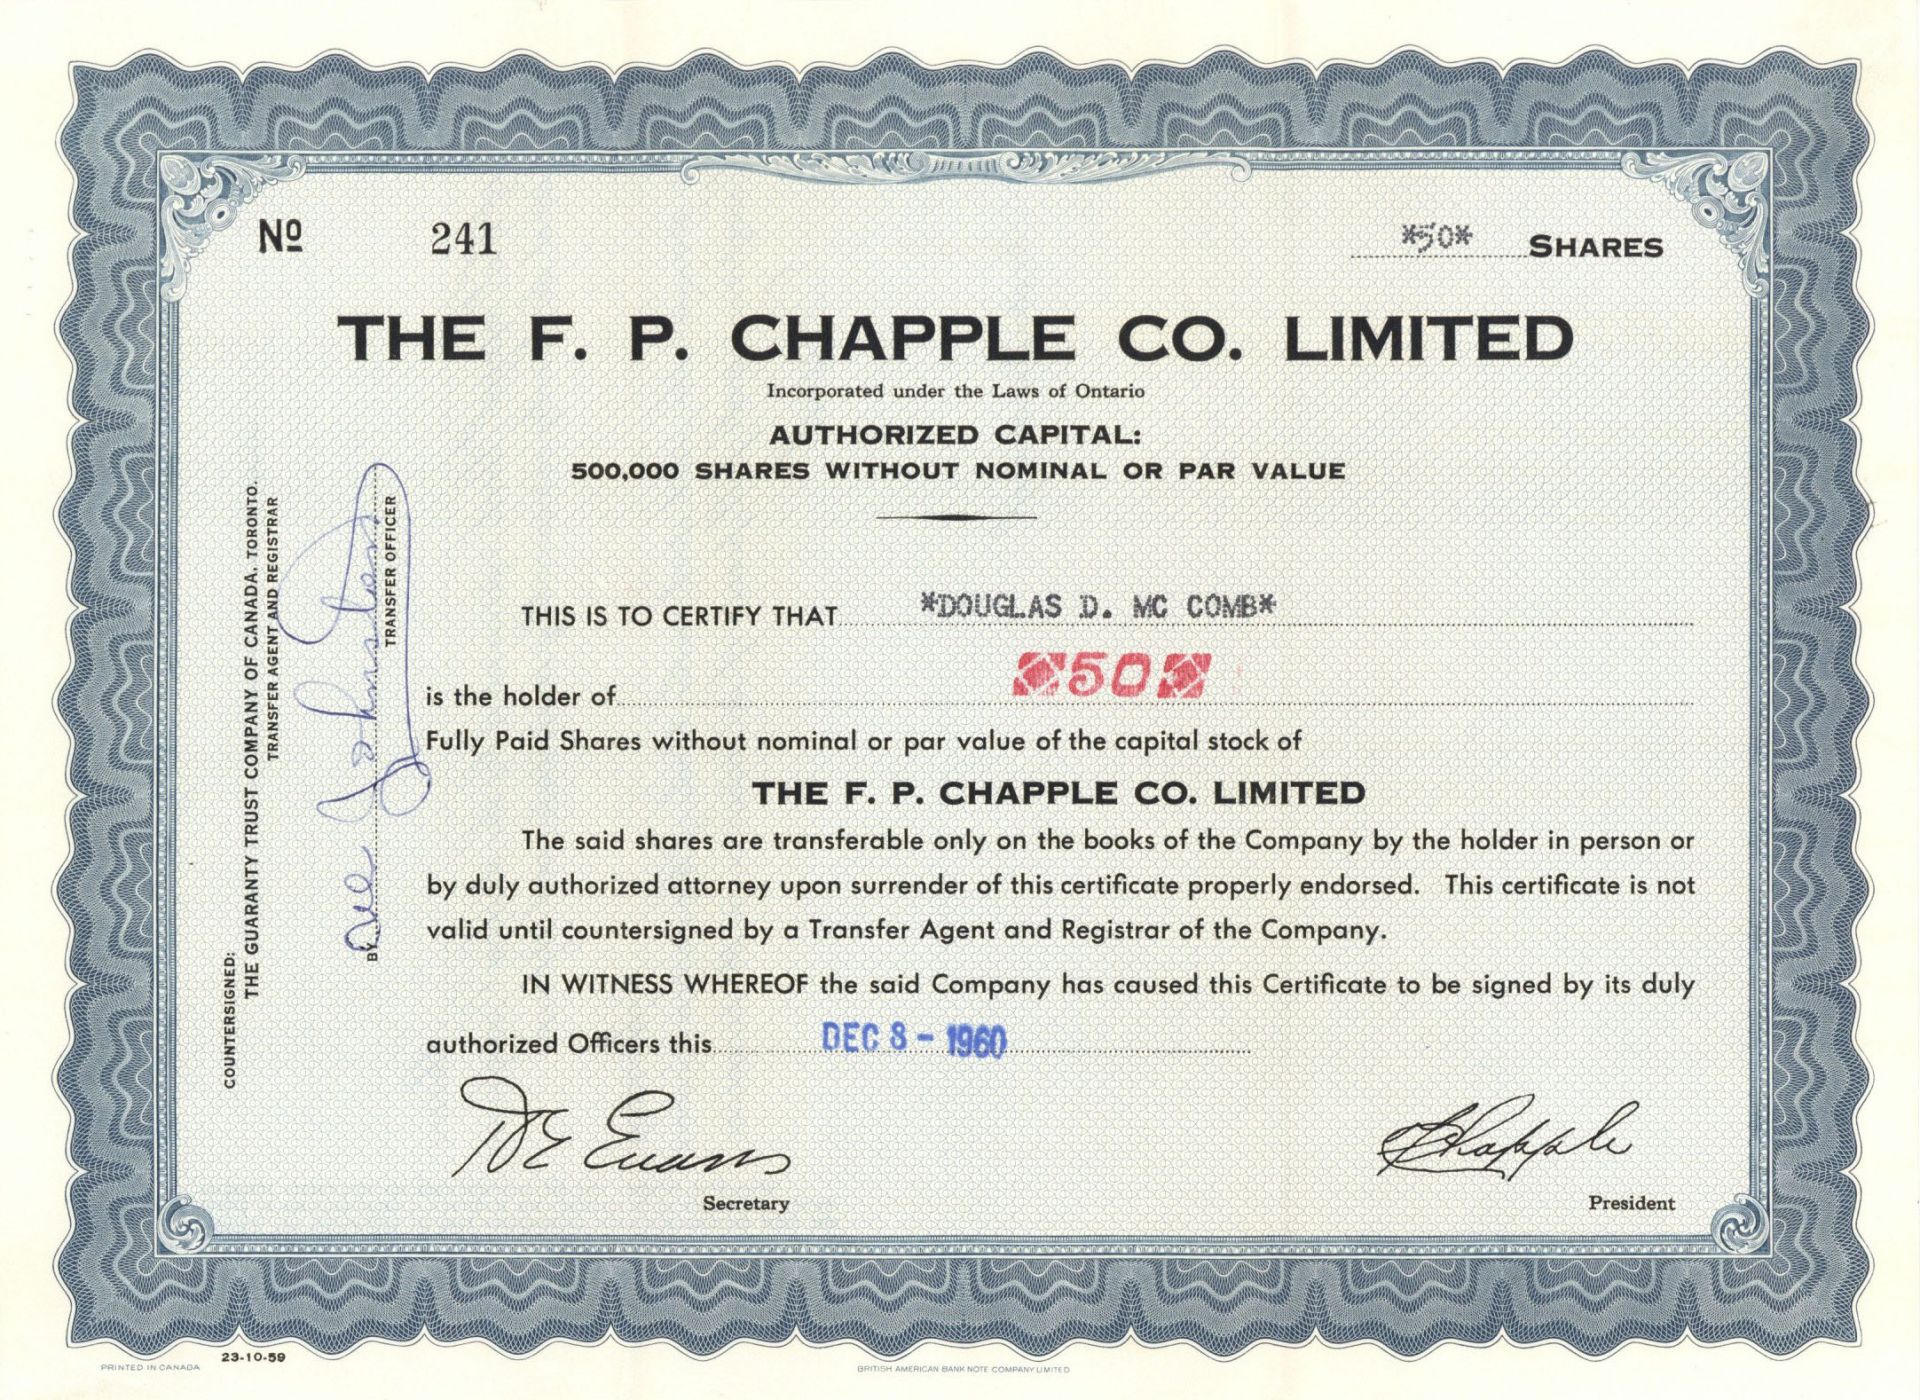 No 241
*50* SHARES
THE F. P. CHAPPLE CO. LIMITED
Incorporated under the Laws of Ontario
AUTHORIZED CAPITAL:
500,000 SHARES WITHOUT NOMINAL OR PAR VALUE
THIS IS TO CERTIFY THAT *DOUGLAS D. MC COMB*
is the holder of 50
Fully Paid Shares without nominal or par value of the capital stock of
THE F. P. CHAPPLE CO. LIMITED
The said shares are transferable only on the books of the Company by the holder in person or
by duly authorized attorney upon surrender of this certificate properly endorsed. This certificate is not
valid until countersigned by a Transfer Agent and Registrar of the Company.
IN WITNESS WHEREOF the said Company has caused this Certificate to be signed by its duly
authorized Officers this DEC 8 - 1960
Evans
Secretary
Chapple
President
COUNTERSIGNED:
THE GUARANTY TRUST COMPANY OF CANADA, TORONTO.
TRANSFER AGENT AND REGISTRAR
BY Johnston
TRANSFER OFFICER
PRINTED IN CANADA
23-10-59
BRITISH AMERICAN BANK NOTE COMPANY LIMITED